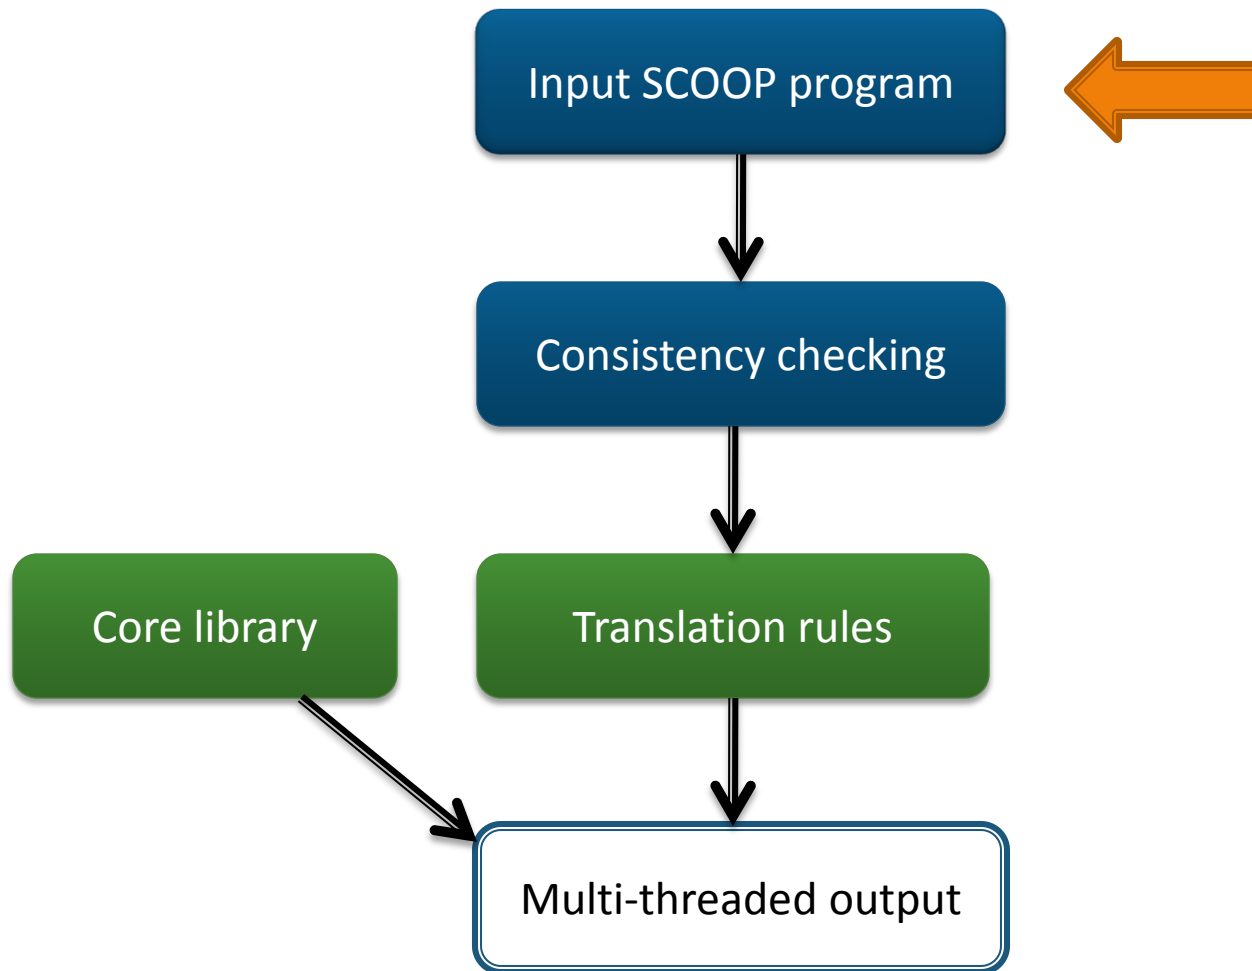 Input SCOOP program
Consistency checking
Core library
Translation rules
Multi-threaded output